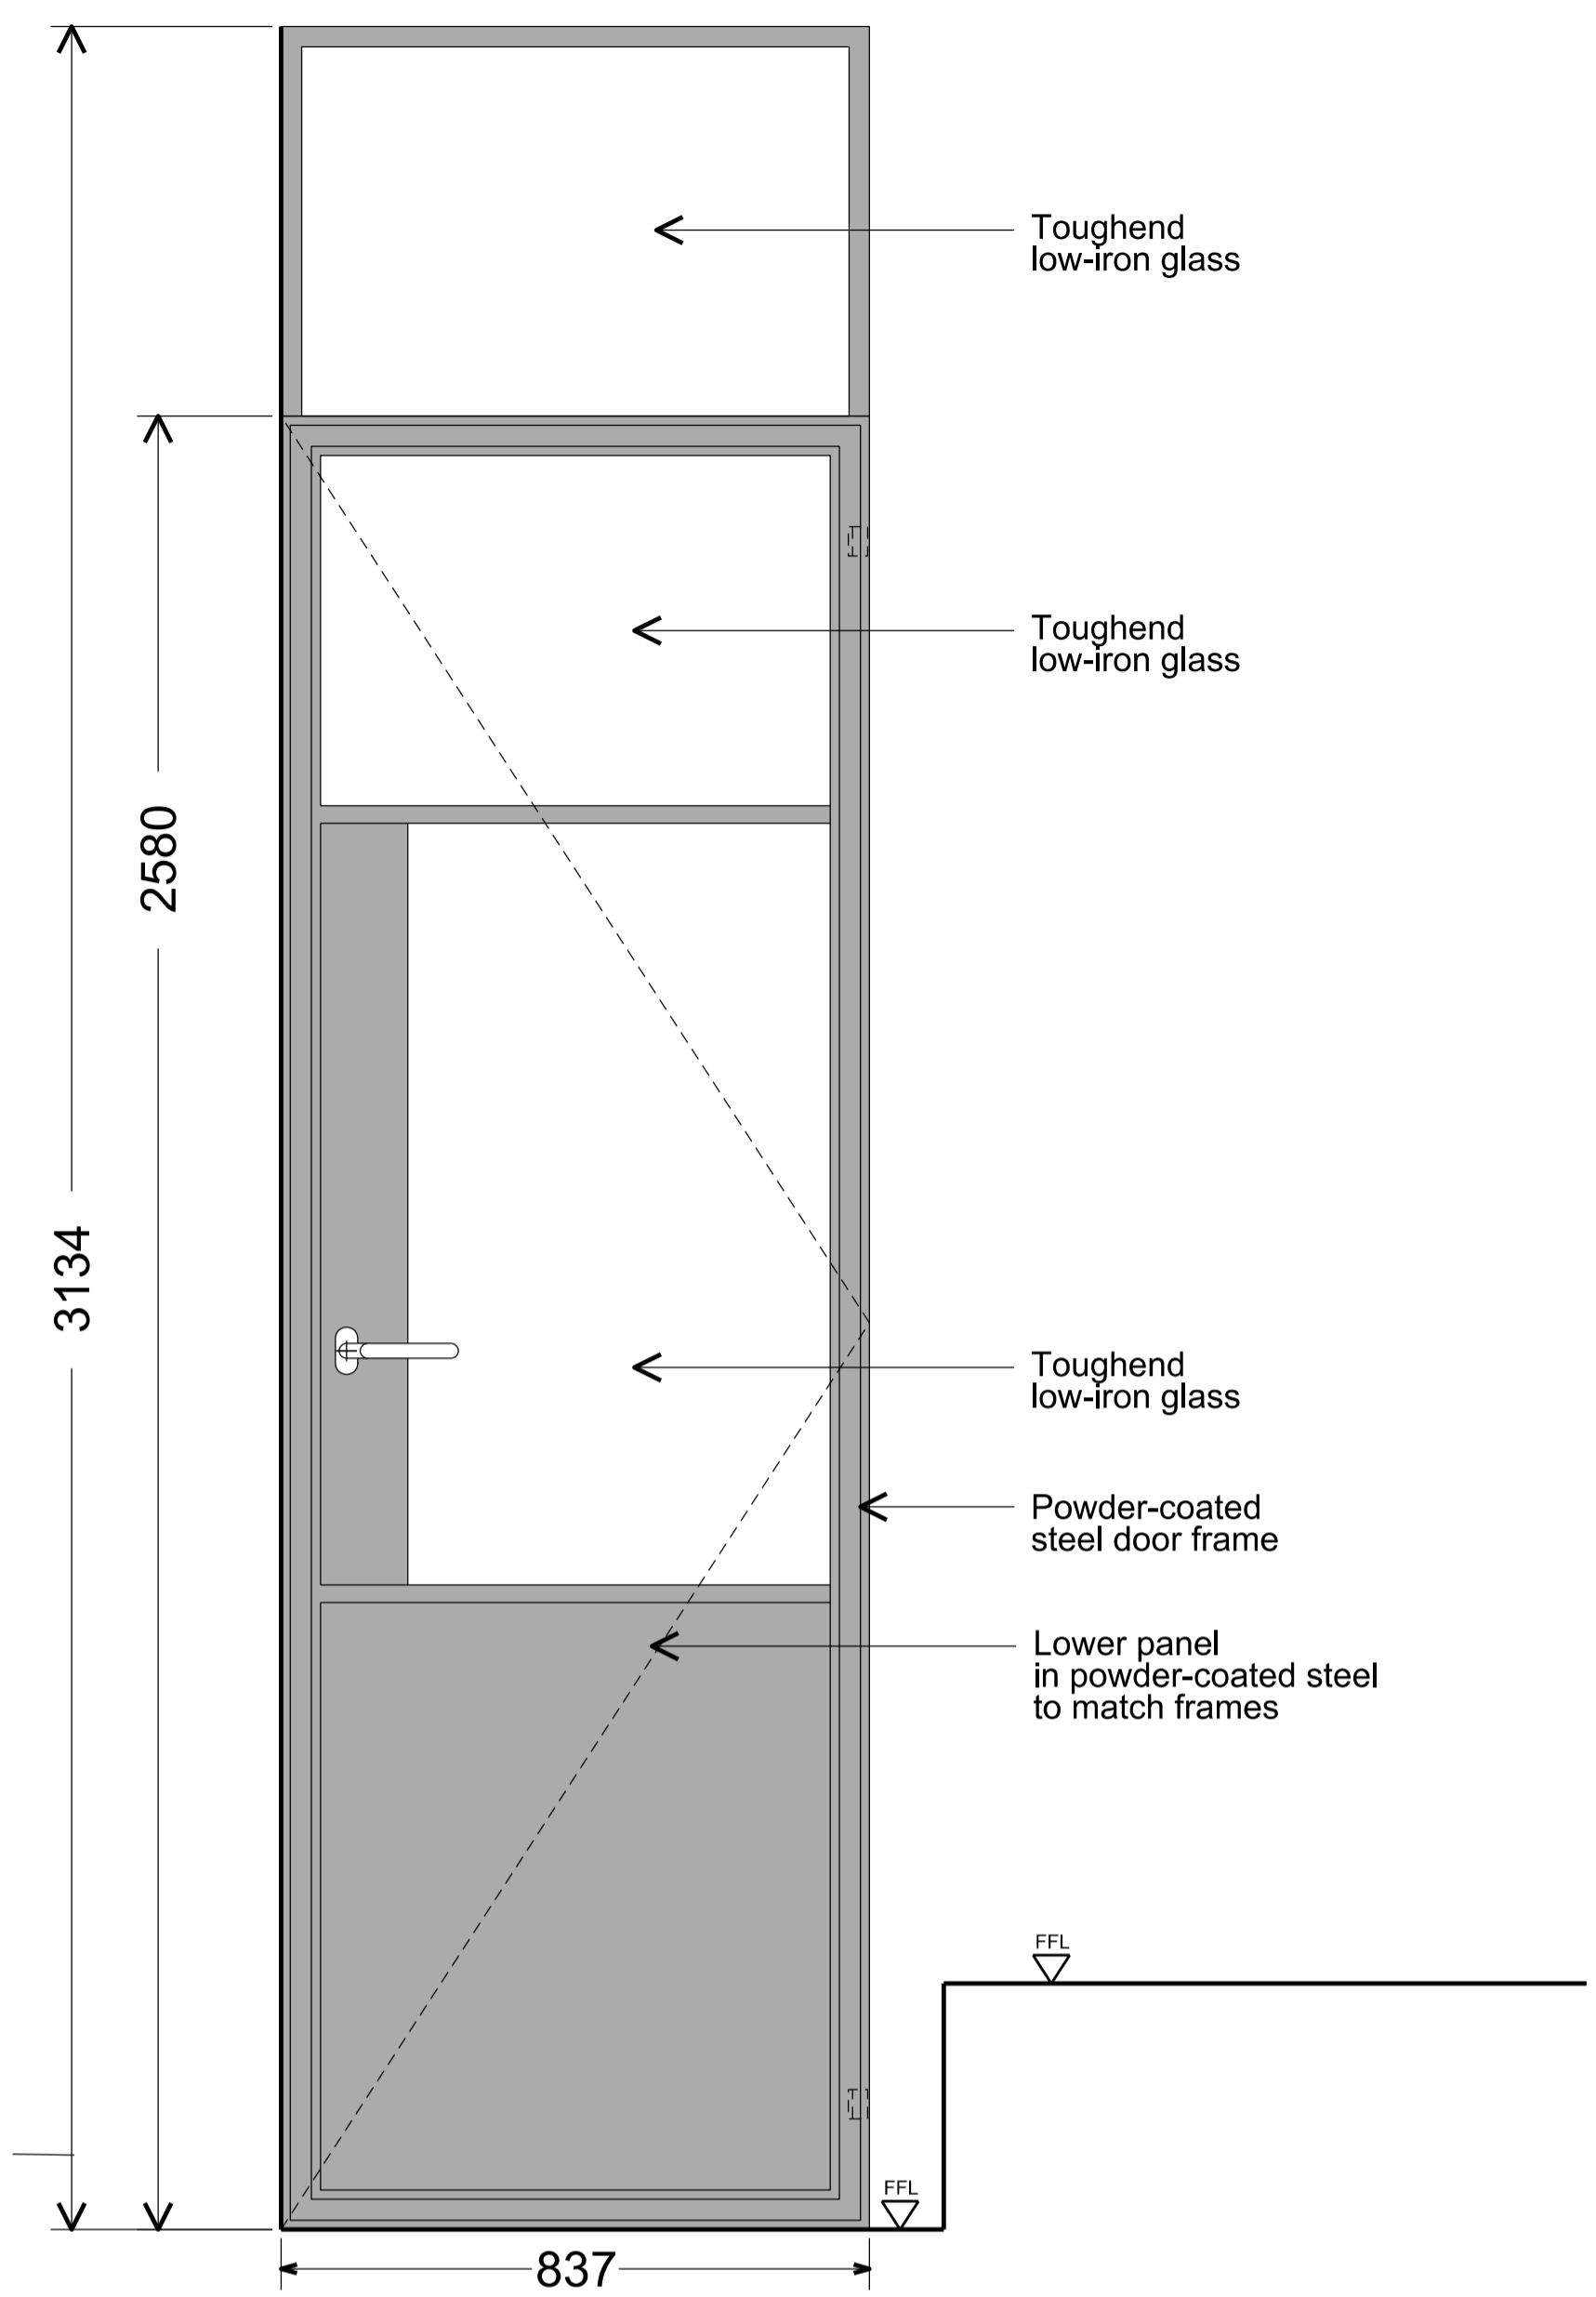 Toughend
low-iron glass
Toughend
low-iron glass
2580
3134
Toughend
low-iron glass
Powder-coated
steel door frame
Lower panel
in powder-coated steel
to match frames
FFL
FFL
837